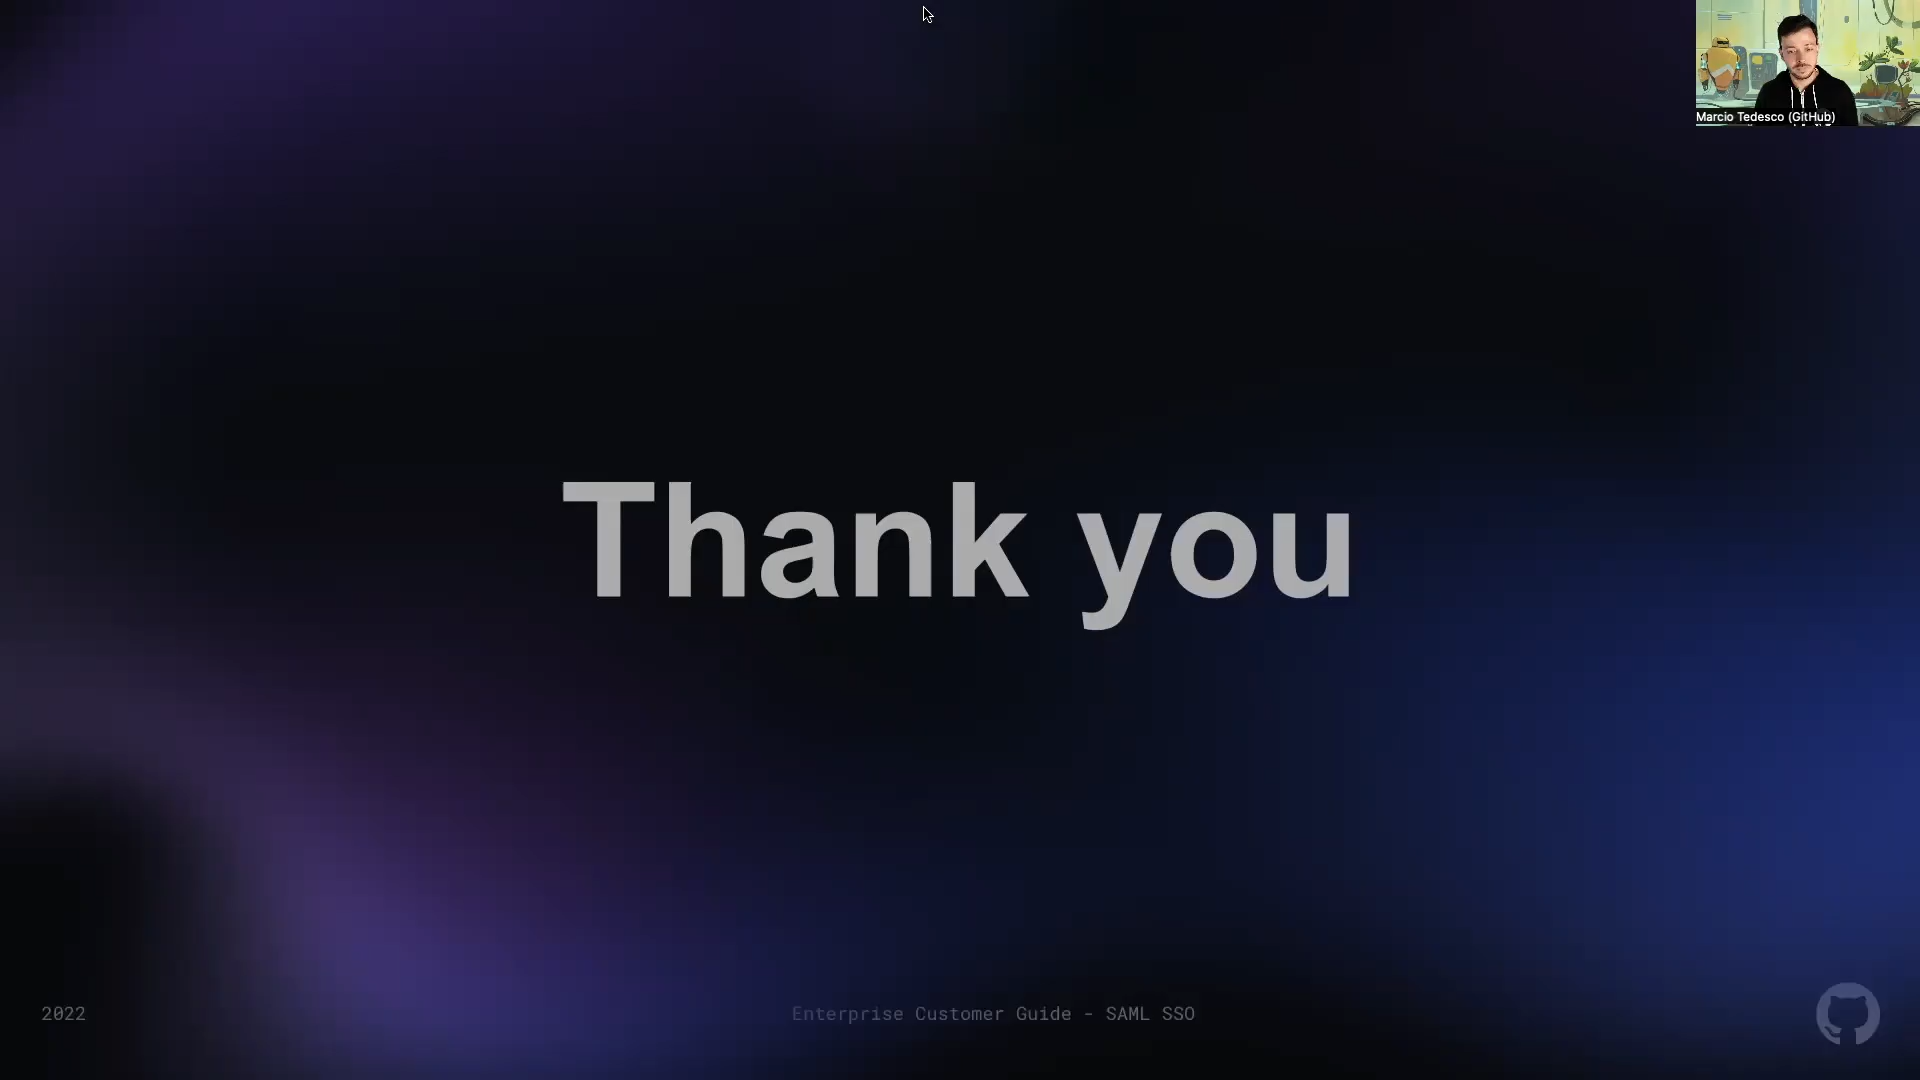 Marcio Tedesco (GitHub)
Thank you
2022
Enterprise Customer Guide - SAML SSO